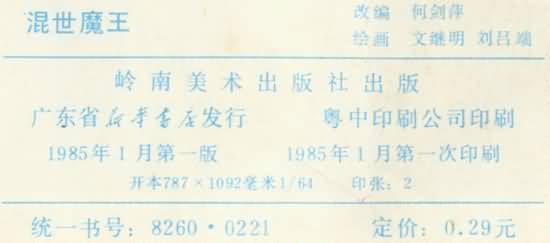 混世魔王
改编 何剑萍
绘画 文继明 刘吕端
岭南美术出版社出版
广东省新华书店发行 粤中印刷公司印刷
1985年1月第一版 1985年1月第一次印刷
开本787×1092毫米1/64 印张：2
统一书号：8260·0221 定价：0.29元